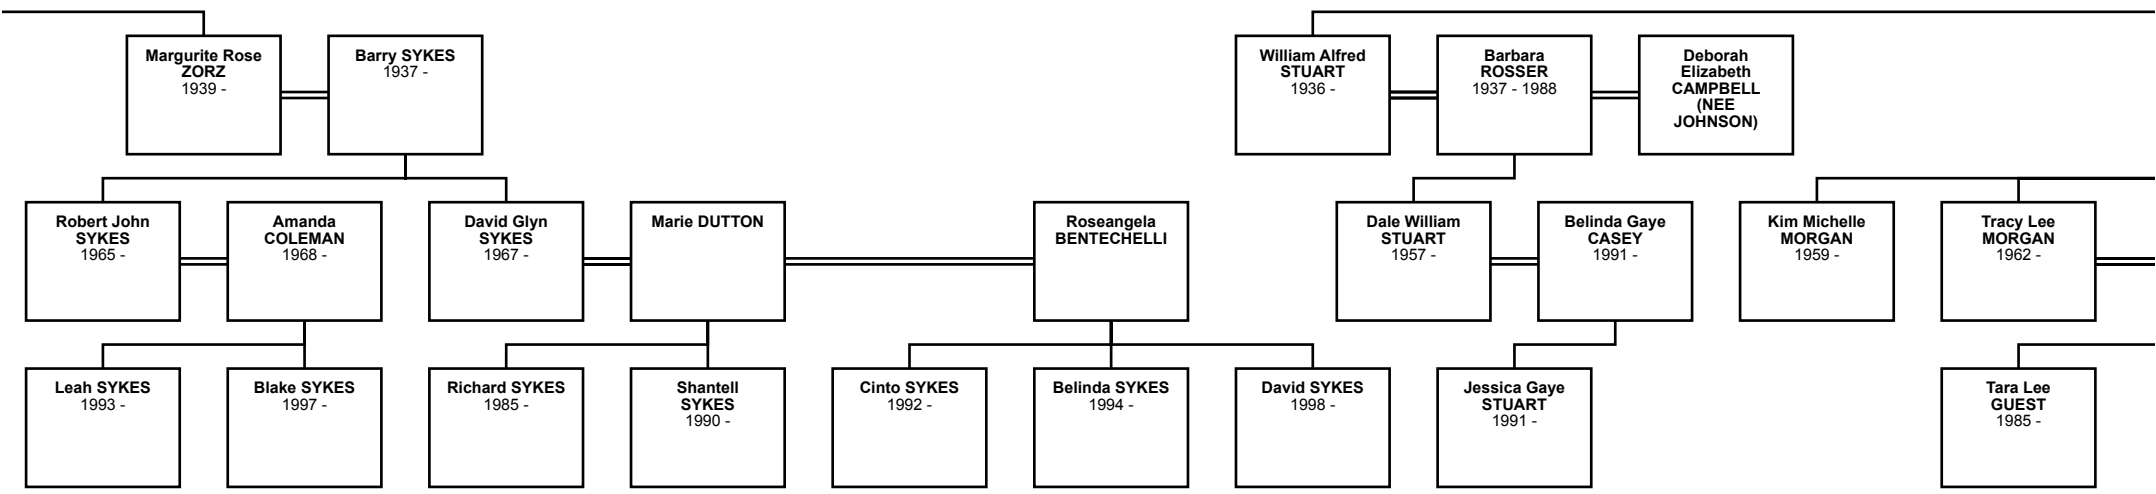 Margurite Rose
ZORZ
1939 -
Barry SYKES
1937 -
William Alfred
STUART
1936 -
Barbara
ROSSER
1937 - 1988
Deborah
Elizabeth
CAMPBELL
(NEE
JOHNSON)
Robert John
SYKES
1965 -
Amanda
COLEMAN
1968 -
David Glyn
SYKES
1967 -
Marie DUTTON
Roseangela
BENTECHELLI
Dale William
STUART
1957 -
Belinda Gaye
CASEY
1991 -
Kim Michelle
MORGAN
1959 -
Tracy Lee
MORGAN
1962 -
Leah SYKES
1993 -
Blake SYKES
1997 -
Richard SYKES
1985 -
Shantell
SYKES
1990 -
Cinto SYKES
1992 -
Belinda SYKES
1994 -
David SYKES
1998 -
Jessica Gaye
STUART
1991 -
Tara Lee
GUEST
1985 -